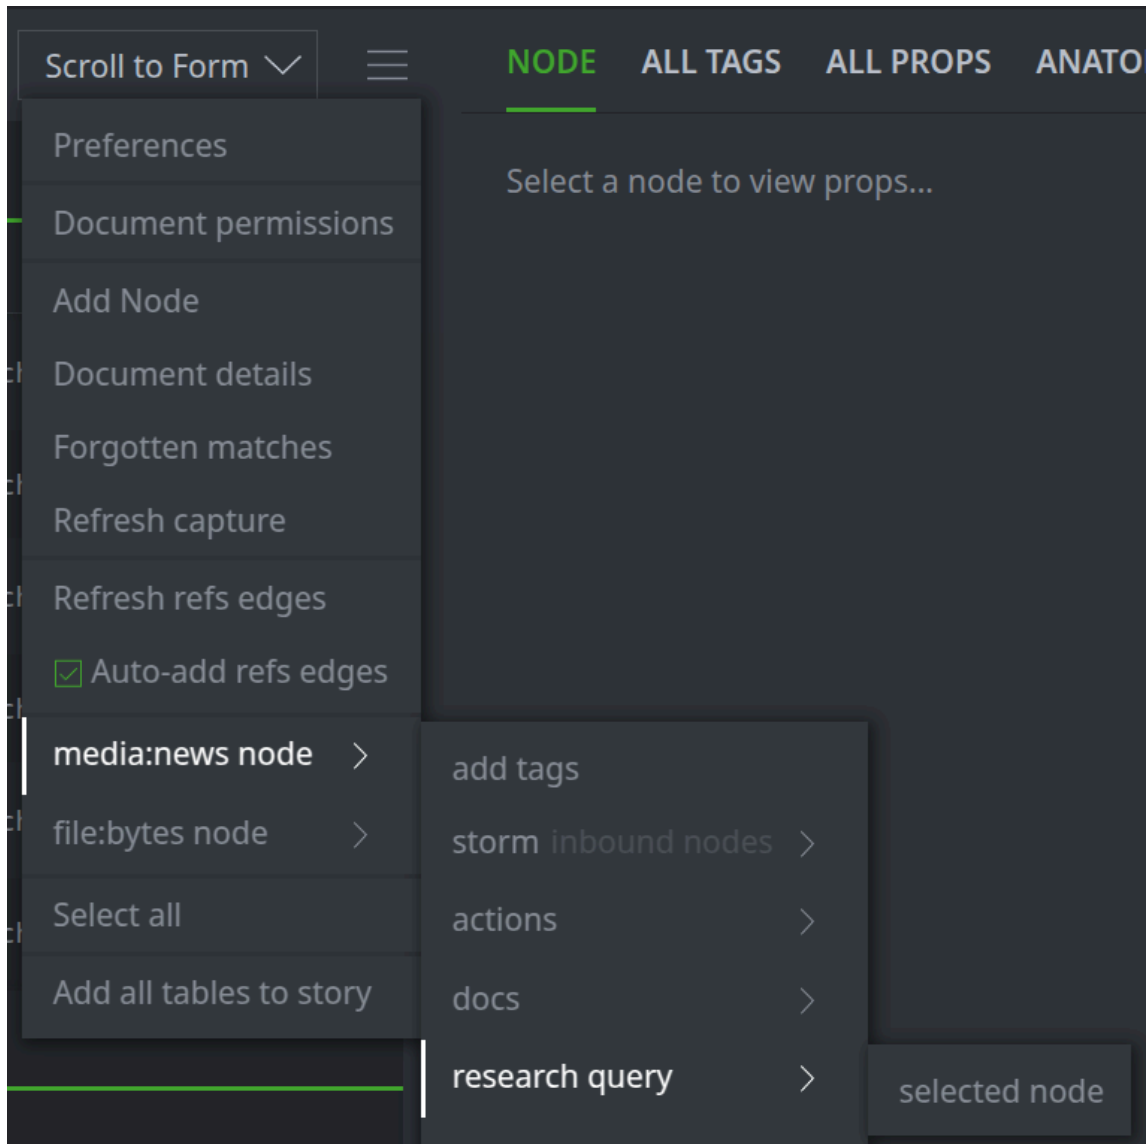 Scroll to Form
NODE ALL TAGS ALL PROPS ANATO
Select a node to view props...
Preferences
Document permissions
Add Node
Document details
Forgotten matches
Refresh capture
Refresh refs edges
Auto-add refs edges
media:news node
file:bytes node
Select all
Add all tables to story
add tags
storm inbound nodes
actions
docs
research query
selected node